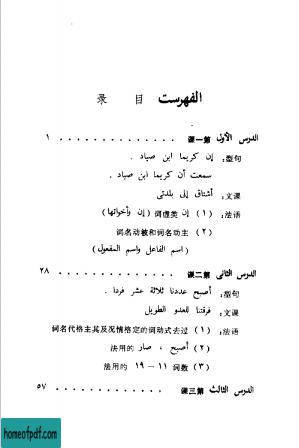 الفهرست 目 录
الدرس الأول 第一课 . . . . . . . . . . . . . . ١
句型: إن كريما ابن صياد .
سمعت أن كريما ابن صياد .
课文: أشتاق إلى بلدتى
语法: (١) إن 类虚词 (إن وأخواتها)
(٢) 主动名词和被动名词
(اسم الفاعل واسم المفعول)
الدرس الثانى 第二课 . . . . . . . . . . . . . . ٢٨
句型: أصبح عددنا ثلاثة عشر فردا .
课文: فرقتنا للعدو الطويل
语法: (١) 过去式动词的定格情况及其主格代名词
(٢) أصبح ، صار 的用法
(٣) 数词 ١١ – ١٩ 的用法
الدرس الثالث 第三课 . . . . . . . . . . . . . ٥٧
homeofpdf.com